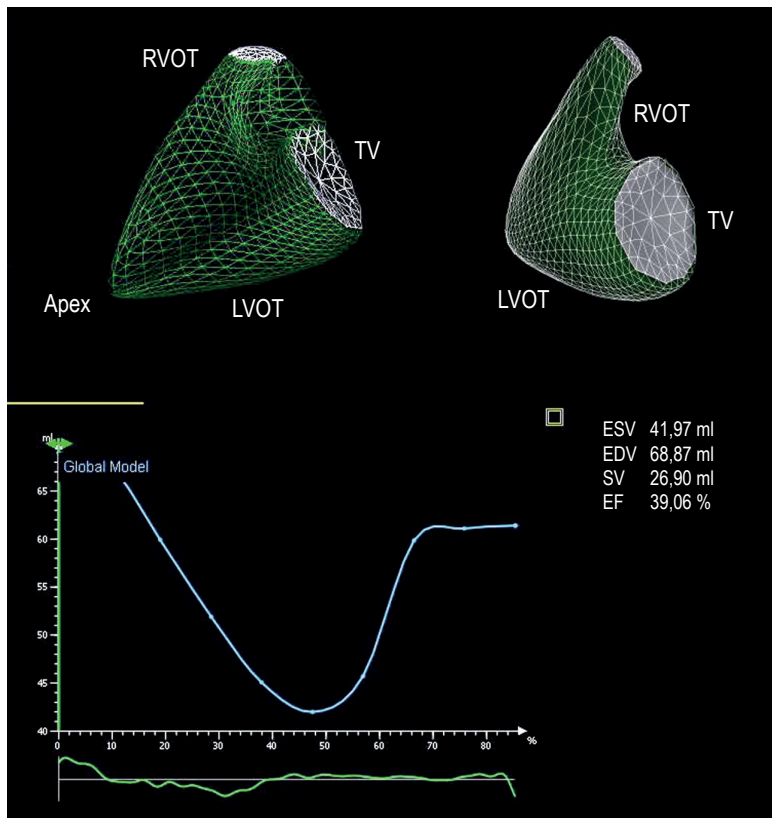 RVOT
TV
Apex
LVOT
RVOT
TV
LVOT
ml
Global Model
65
60
55
50
45
40
0 10 20 30 40 50 60 70 80 %
ESV 41,97 ml
EDV 68,87 ml
SV 26,90 ml
EF 39,06 %